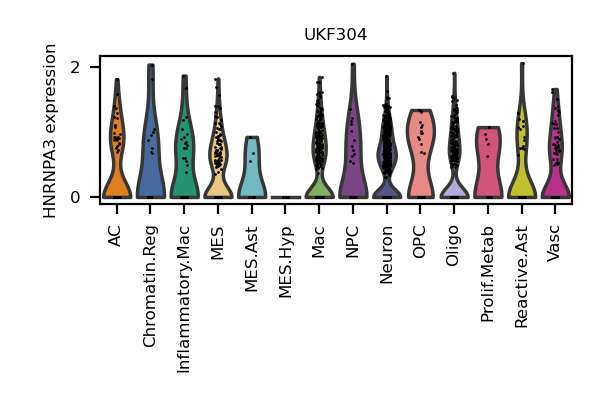 UKF304
HNRNPA3 expression
2
0
AC
Chromatin.Reg
Inflammatory.Mac
MES
MES.Ast
MES.Hyp
Mac
NPC
Neuron
OPC
Oligo
Prolif.Metab
Reactive.Ast
Vasc